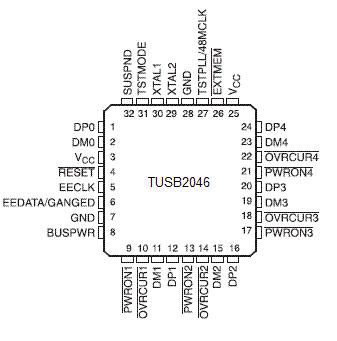 SUSPND
TSTMODE
XTAL1
XTAL2
GND
TSTPLL/48MCLK
EXTMEM
VCC
32 31 30 29 28 27 26 25
DP0 1
DM0 2
VCC 3
RESET 4
EECLK 5
EEDATA/GANGED 6
GND 7
BUSPWR 8
TUSB2046
24 DP4
23 DM4
22 OVRCUR4
21 PWRON4
20 DP3
19 DM3
18 OVRCUR3
17 PWRON3
9 10 11 12 13 14 15 16
PWRON1
OVRCUR1
DM1
DP1
PWRON2
OVRCUR2
DM2
DP2